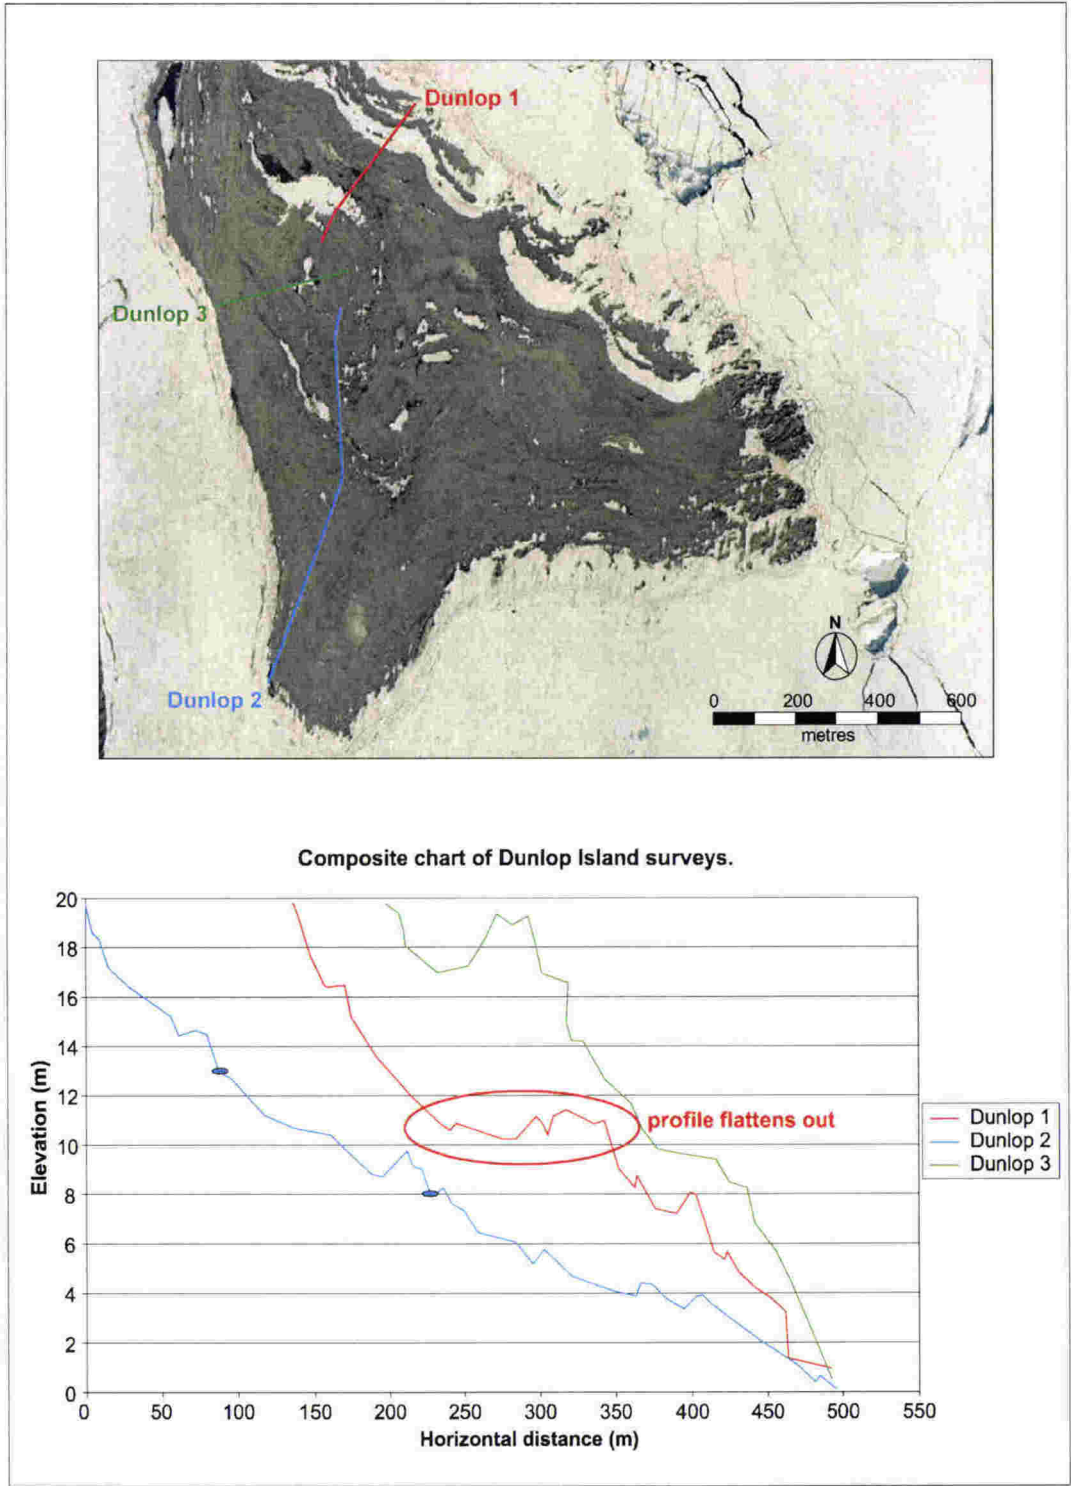 Dunlop 1
Dunlop 3
Dunlop 2
N
0 200 400 600
metres
Composite chart of Dunlop Island surveys.
20
18
16
14
12
10
8
6
4
2
0
Elevation (m)
profile flattens out
Dunlop 1
Dunlop 2
Dunlop 3
0 50 100 150 200 250 300 350 400 450 500 550
Horizontal distance (m)